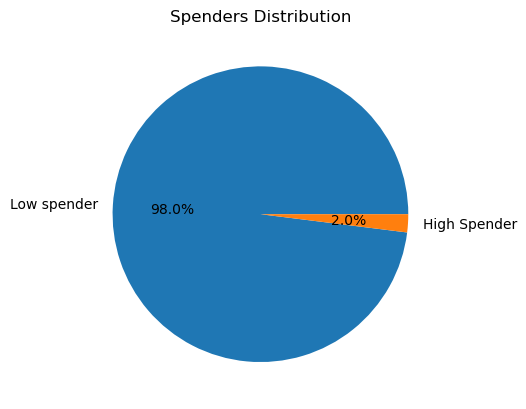 Spenders Distribution
Low spender
98.0%
2.0%
High Spender